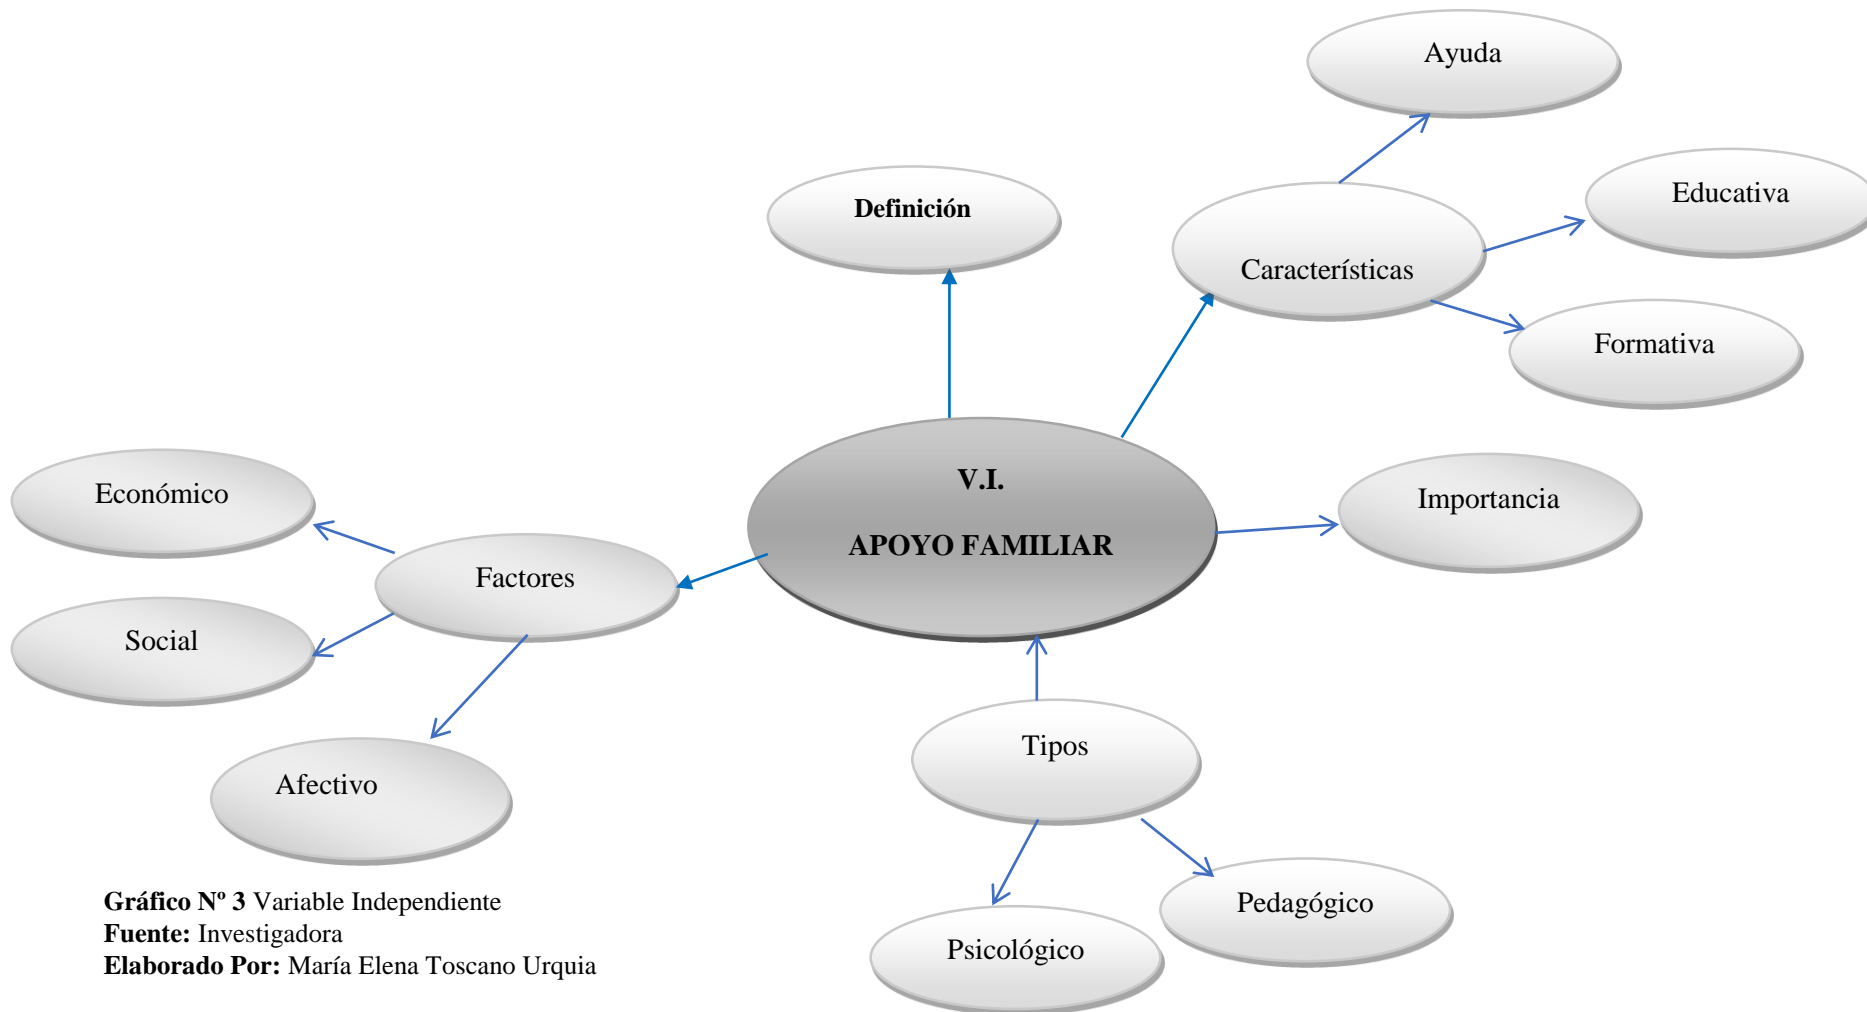 Ayuda
Educativa
Definición
Características
Formativa
V.I.
APOYO FAMILIAR
Importancia
Económico
Factores
Social
Tipos
Afectivo
Pedagógico
Psicológico
Gráfico Nº 3 Variable Independiente
Fuente: Investigadora
Elaborado Por: María Elena Toscano Urquia